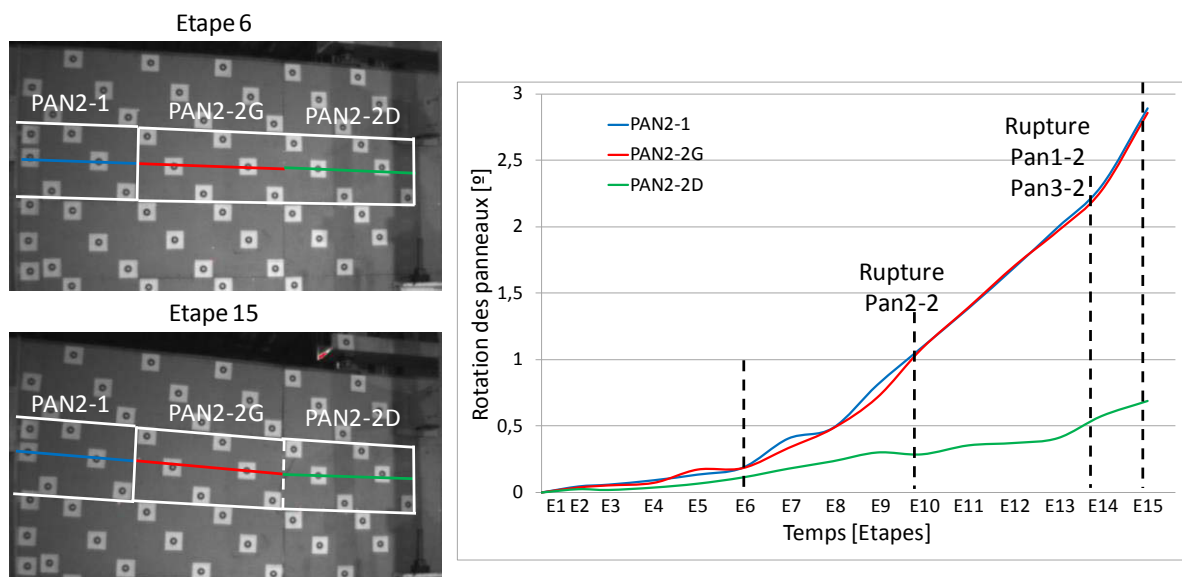 Etape 6
PAN2-1
PAN2-2G
PAN2-2D
Etape 15
PAN2-1
PAN2-2G
PAN2-2D
Rotation des panneaux [º]
3
2,5
2
1,5
1
0,5
0
PAN2-1
PAN2-2G
PAN2-2D
Rupture
Pan2-2
Rupture
Pan1-2
Pan3-2
E1 E2 E3 E4 E5 E6 E7 E8 E9 E10 E11 E12 E13 E14 E15
Temps [Etapes]